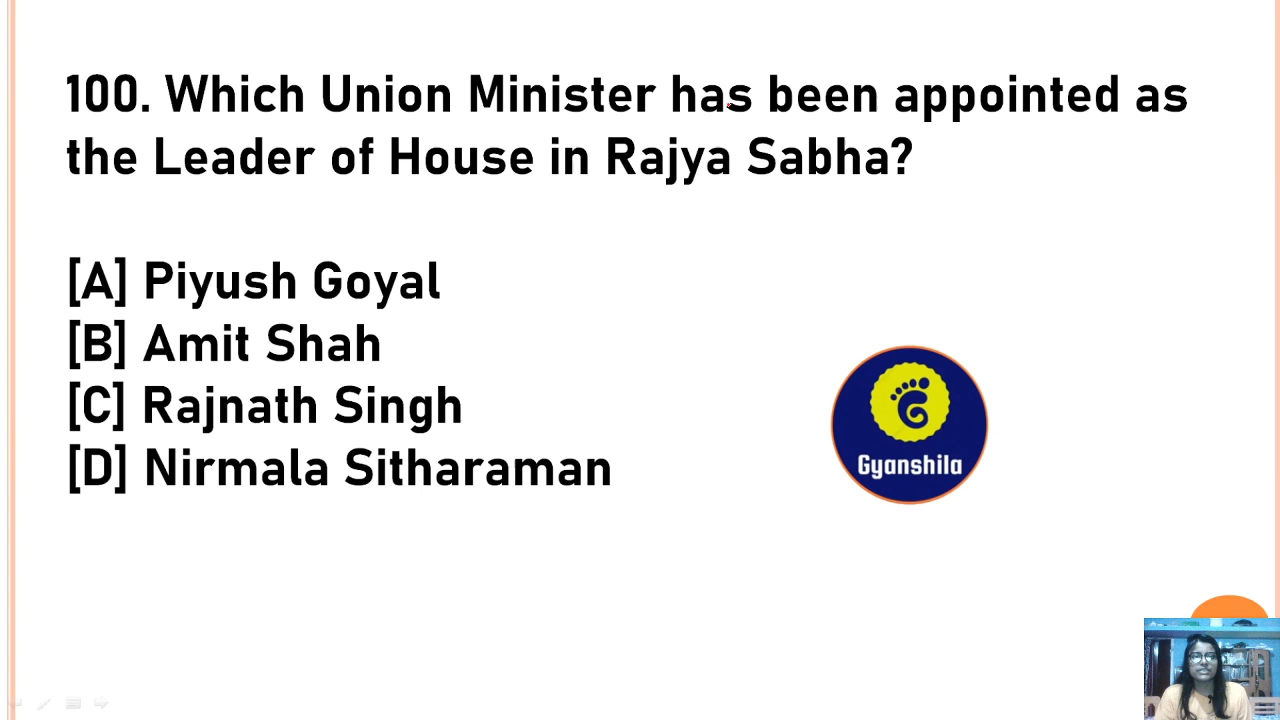 100. Which Union Minister has been appointed as
the Leader of House in Rajya Sabha?
[A] Piyush Goyal
[B] Amit Shah
[C] Rajnath Singh
[D] Nirmala Sitharaman
Gyanshila